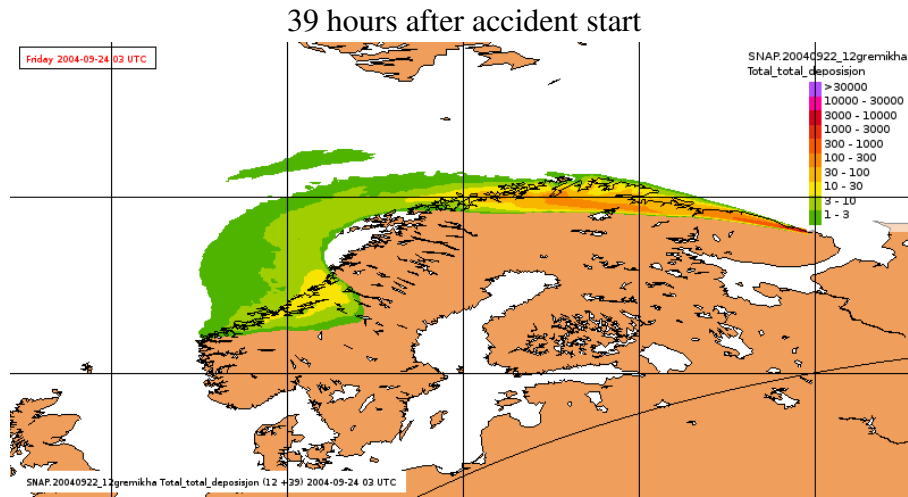 39 hours after accident start
Friday 2004-09-24 03 UTC
SNAP.20040922_12gremikha
Total_total_deposisjon
>30000
10000 - 30000
3000 - 10000
1000 - 3000
300 - 1000
100 - 300
30 - 100
10 - 30
3 - 10
1 - 3
SNAP.20040922_12gremikha Total_total_deposisjon (12 +39) 2004-09-24 03 UTC